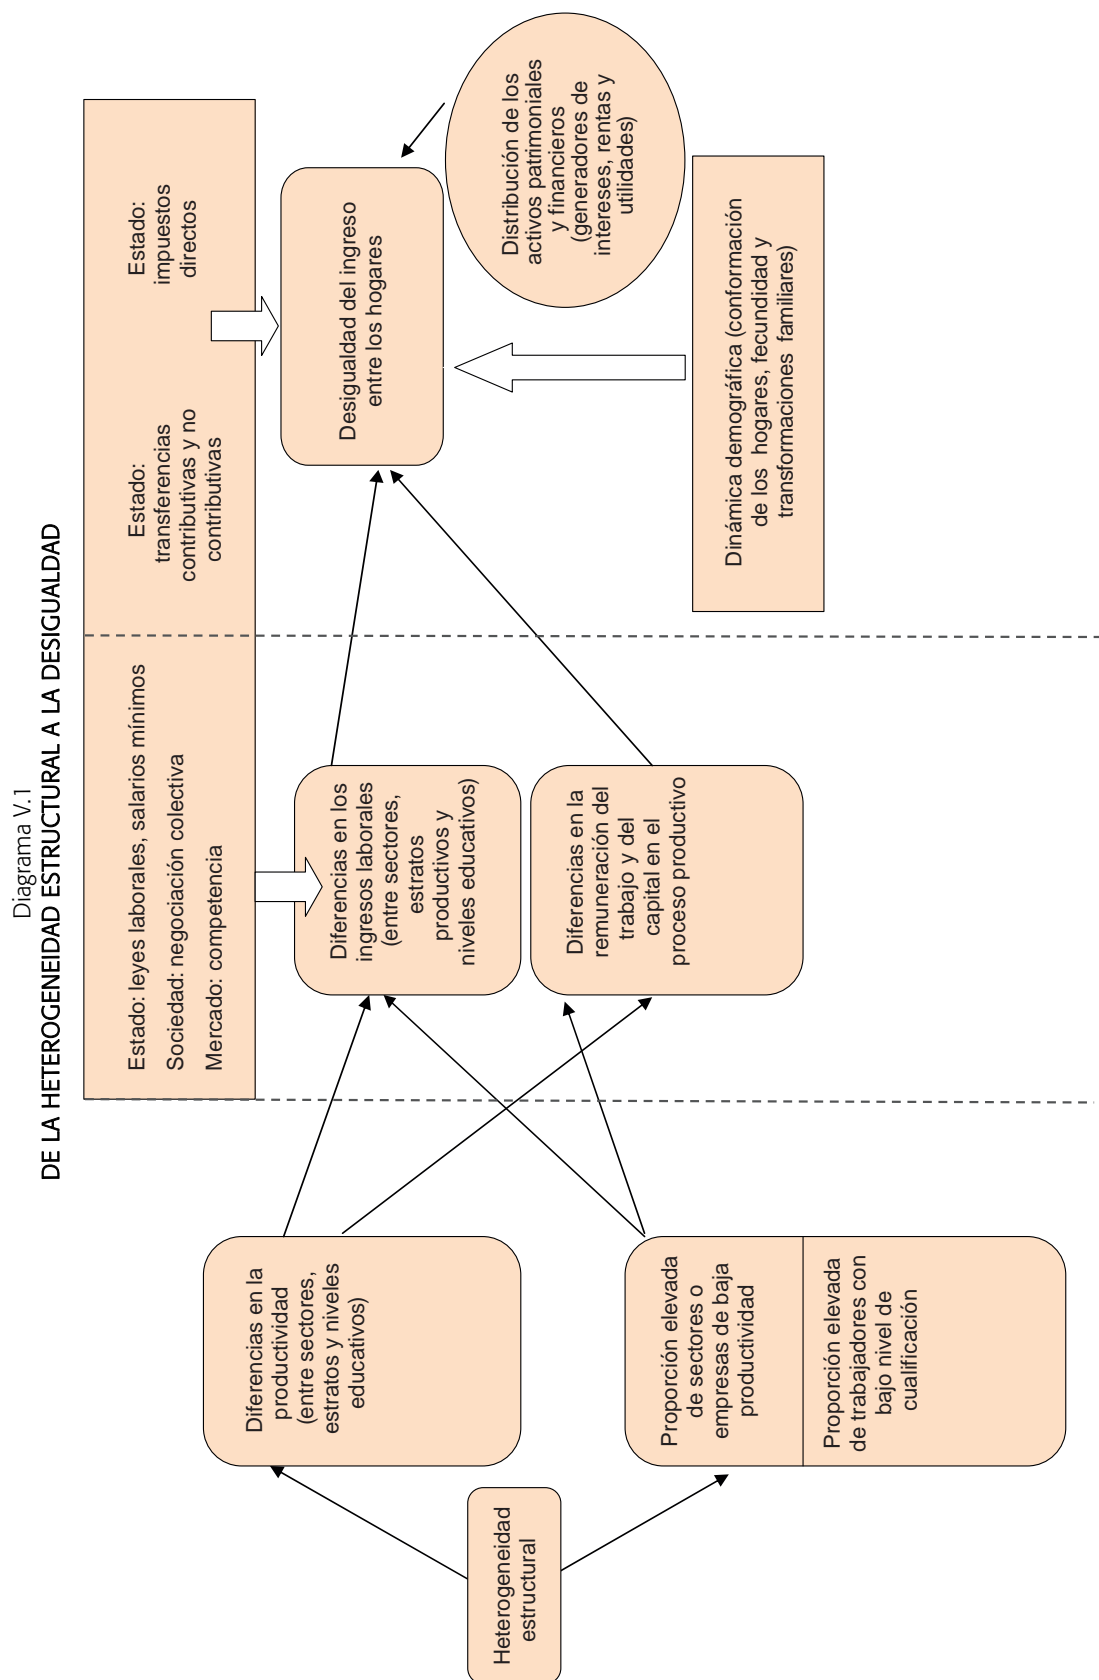 Diagrama V.1
DE LA HETEROGENEIDAD ESTRUCTURAL A LA DESIGUALDAD
Heterogeneidad
estructural
Diferencias en la
productividad
(entre sectores,
estratos y niveles
educativos)
Proporción elevada
de sectores o
empresas de baja
productividad
Proporción elevada
de trabajadores con
bajo nivel de
cualificación
Estado: leyes laborales, salarios mínimos
Sociedad: negociación colectiva
Mercado: competencia
Diferencias en los
ingresos laborales
(entre sectores,
estratos
productivos y
niveles educativos)
Diferencias en la
remuneración del
trabajo y del
capital en el
proceso productivo
Estado:
transferencias
contributivas y no
contributivas
Estado:
impuestos
directos
Desigualdad del ingreso
entre los hogares
Distribución de los
activos patrimoniales
y financieros
(generadores de
intereses, rentas y
utilidades)
Dinámica demográfica (conformación
de los hogares, fecundidad y
transformaciones familiares)